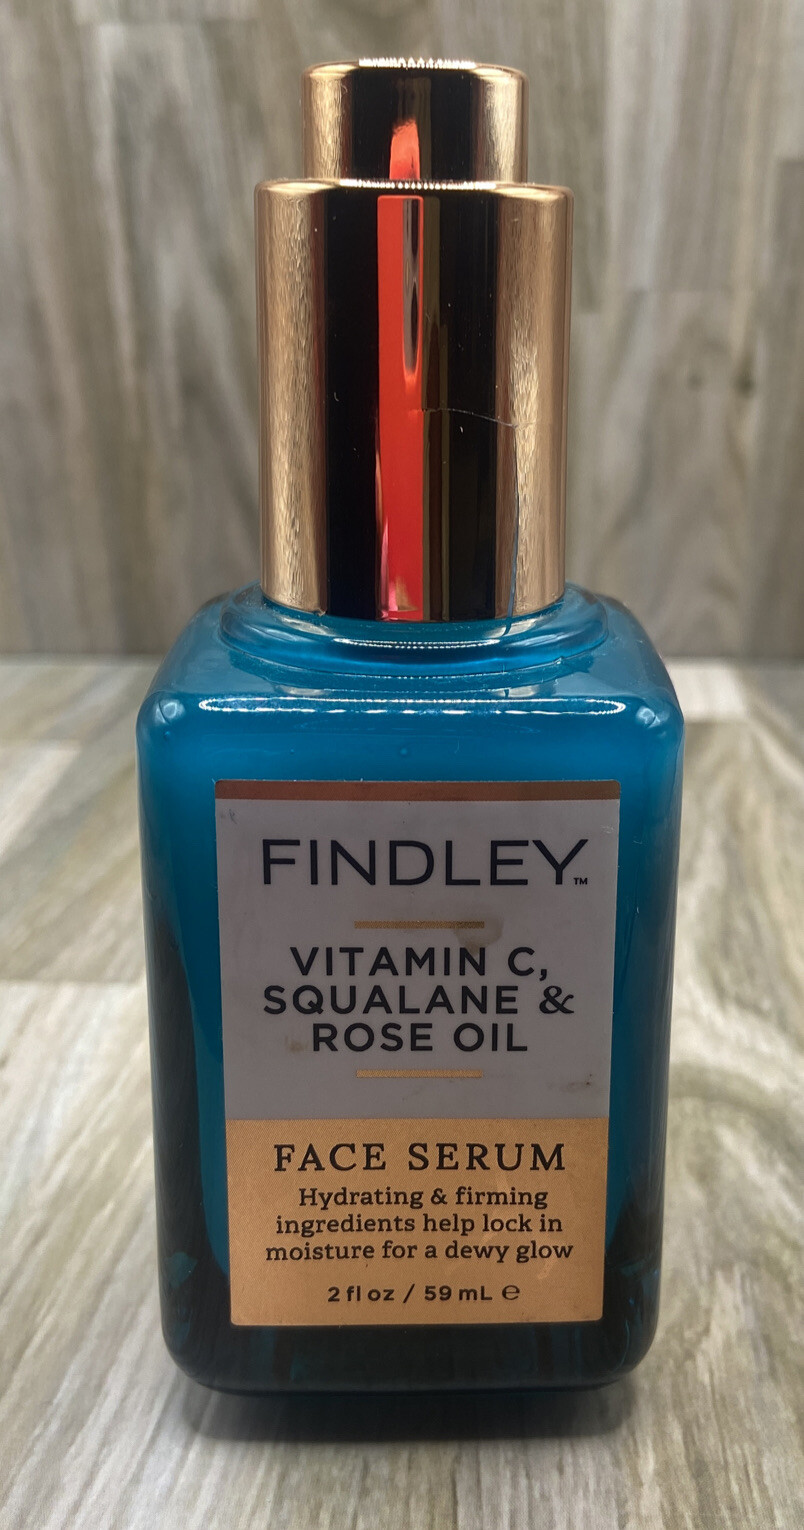 FINDLEY™
VITAMIN C,
SQUALANE &
ROSE OIL
FACE SERUM
Hydrating & firming
ingredients help lock in
moisture for a dewy glow
2 fl oz / 59 mL ℮